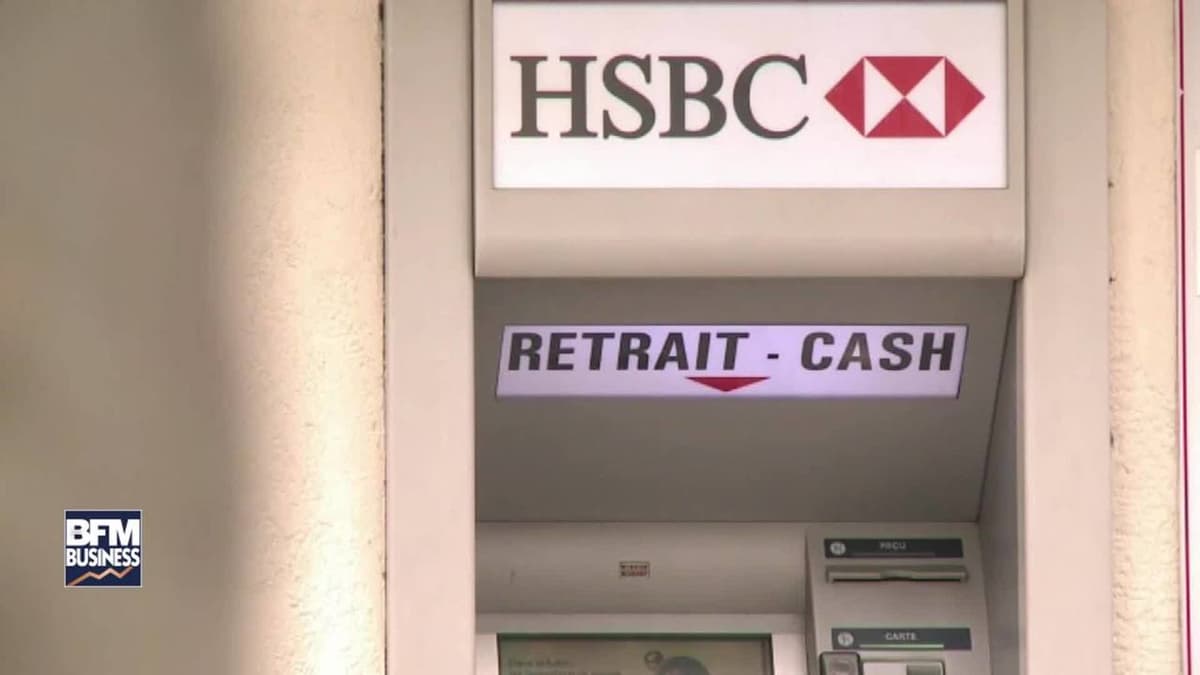 HSBC
RETRAIT - CASH
BFM
BUSINESS
REÇU
CARTE